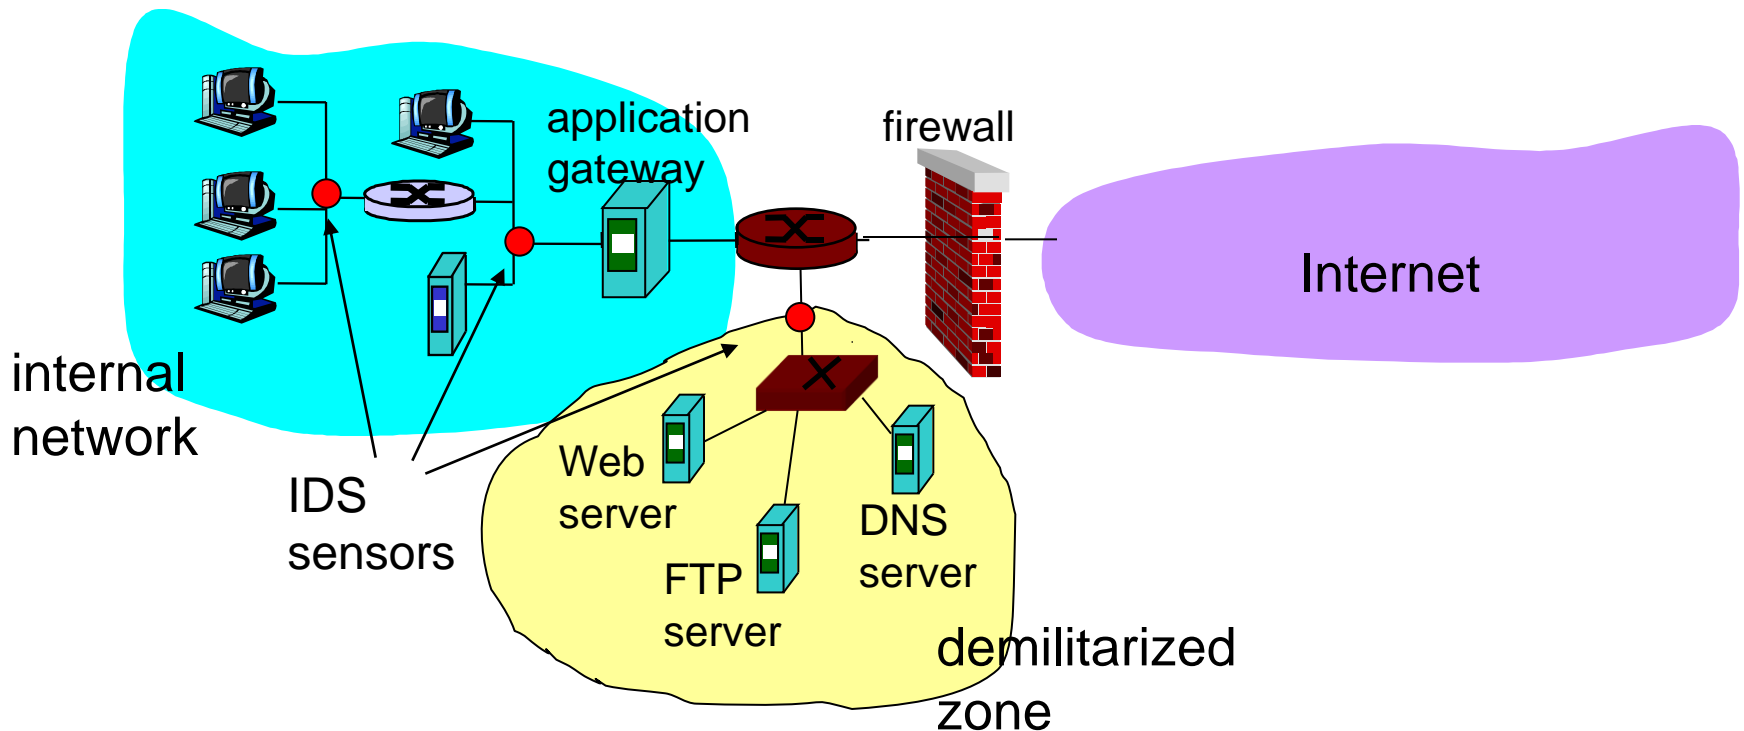 application
gateway
firewall
Internet
internal
network
IDS
sensors
Web
server
FTP
server
DNS
server
demilitarized
zone